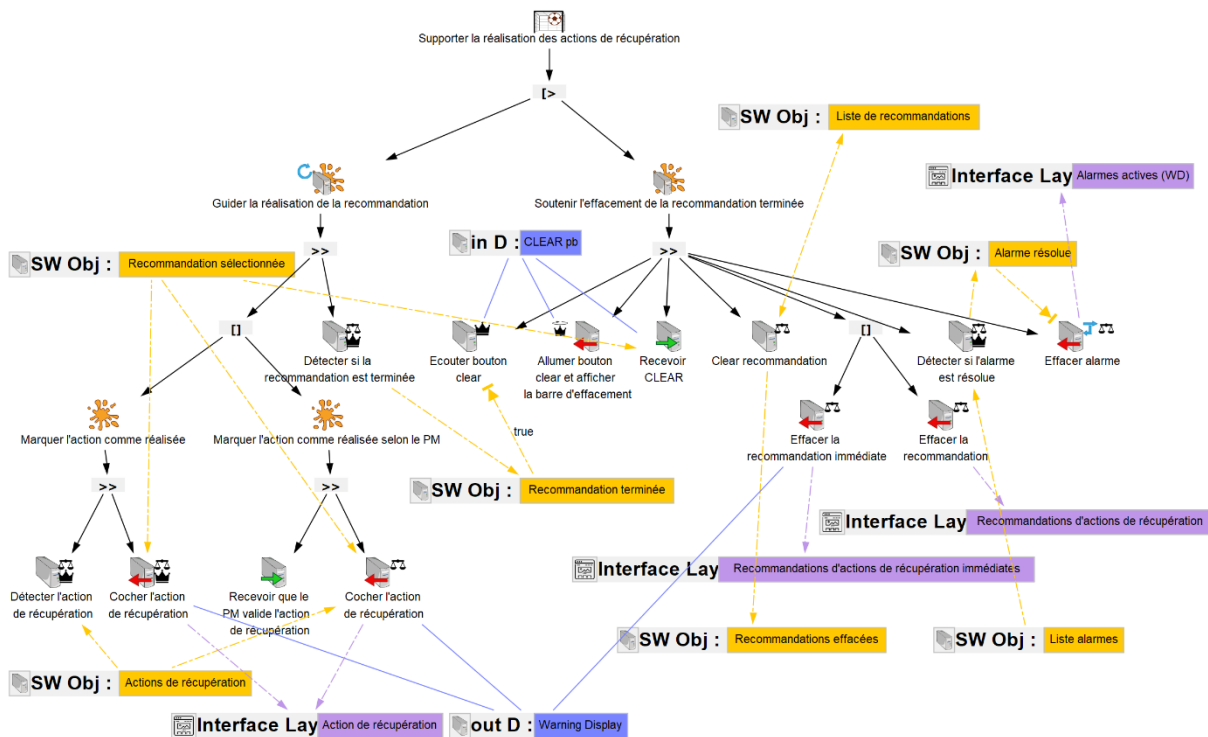 Supporter la réalisation des actions de récupération
[>
SW Obj : Liste de recommandations
Interface Lay Alarmes actives (WD)
Guider la réalisation de la recommandation
Soutenir l'effacement de la recommandation terminée
in D : CLEAR pb
SW Obj : Alarme résolue
SW Obj : Recommandation sélectionnée
>>
>>
[]
Détecter si la
recommandation est terminée
Ecouter bouton
clear
Allumer bouton
clear et afficher
la barre d'effacement
Recevoir
CLEAR
Clear recommandation
[]
Détecter si l'alarme
est résolue
Effacer alarme
Marquer l'action comme réalisée
Marquer l'action comme réalisée selon le PM
true
Effacer la
recommandation immédiate
Effacer la
recommandation
>>
>>
SW Obj : Recommandation terminée
Interface Lay Recommandations d'actions de récupération
Interface Lay Recommandations d'actions de récupération immédiates
Détecter l'action
de récupération
Cocher l'action
de récupération
Recevoir que le
PM valide l'action
de récupération
Cocher l'action
de récupération
SW Obj : Recommandations effacées
SW Obj : Liste alarmes
SW Obj : Actions de récupération
Interface Lay Action de récupération
out D : Warning Display